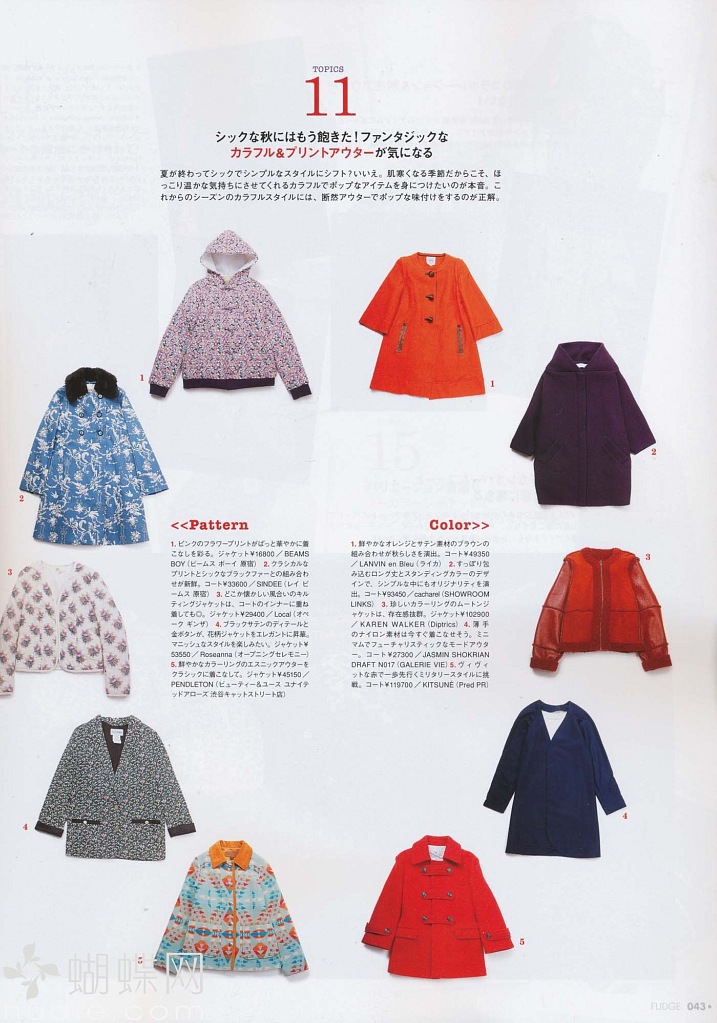 TOPICS
11
シックな秋にはもう飽きた!ファンタジックな
カラフル&プリントアウターが気になる
夏が終わってシックでシンプルなスタイルにシフト?いいえ。肌寒くなる季節だからこそ、ほ
っこり温かな気持ちにさせてくれるカラフルでポップなアイテムを身につけたいのが本音。こ
れからのシーズンのカラフルスタイルには、断然アウターでポップな味付けをするのが正解。
1
1
2
2
<<Pattern
1. ピンクのフラワープリントがぱっと華やかに着
こなしを彩る。ジャケット¥16800/BEAMS
BOY(ビームス ボーイ 原宿) 2. クラシカルな
プリントとシックなブラックファーとの組み合わ
せが新鮮。コート¥33600/SINDEE(レイ ビ
ームス 原宿) 3. どこか懐かしい風合いのキル
ティングジャケットは、コートのインナーに重ね
着しても◎。ジャケット¥29400/Local(オペ
ーク ギンザ) 4. ブラックサテンのディテールと
金ボタンが、花柄ジャケットをエレガントに昇華。
マニッシュなスタイルを楽しみたい。ジャケット¥
53550/Roseanna(オープニングセレモニー)
5. 鮮やかなカラーリングのエスニックアウターを
クラシックに着こなして。ジャケット¥45150/
PENDLETON(ビューティー&ユース ユナイテ
ッドアローズ 渋谷キャットストリート店)
Color>>
1. 鮮やかなオレンジとサテン素材のブラウンの
組み合わせが秋らしさを演出。コート¥49350
/LANVIN en Bleu(ライカ) 2. すっぽり包
み込むロング丈とスタンディングカラーのデザ
インで、シンプルな中にもオリジナリティを演
出。コート¥93450/cacharel(SHOWROOM
LINKS) 3. 珍しいカラーリングのムートンジ
ャケットは、存在感抜群。ジャケット¥102900
/KAREN WALKER(Diptrics) 4. 薄手
のナイロン素材は今すぐ着こなせそう。ミニ
マムでフューチャリスティックなモードアウタ
ー。コート¥27300/JASMIN SHOKRIAN
DRAFT N017(GALERIE VIE) 5. ヴィヴィ
ットな赤で一歩先行くミリタリースタイルに挑
戦。コート¥119700/KITSUNÉ(Pred PR)
3
3
4
4
5
5
蝴蝶网
FUDGE 043